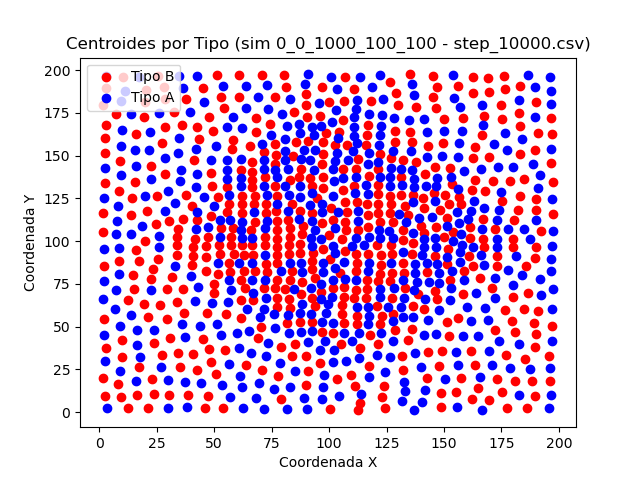 Centroides por Tipo (sim 0_0_1000_100_100 - step_10000.csv)
Tipo B
Tipo A
200
175
150
125
100
75
50
25
0
Coordenada Y
0 25 50 75 100 125 150 175 200
Coordenada X